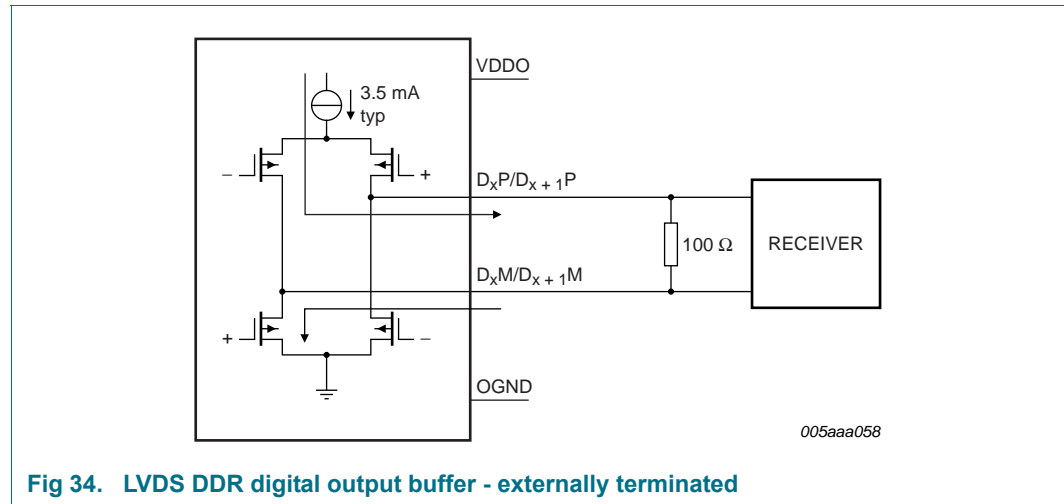 VDDO
3.5 mA
typ
− +
DxP/Dx + 1P
100 Ω
RECEIVER
DxM/Dx + 1M
+ −
OGND
005aaa058
Fig 34. LVDS DDR digital output buffer - externally terminated